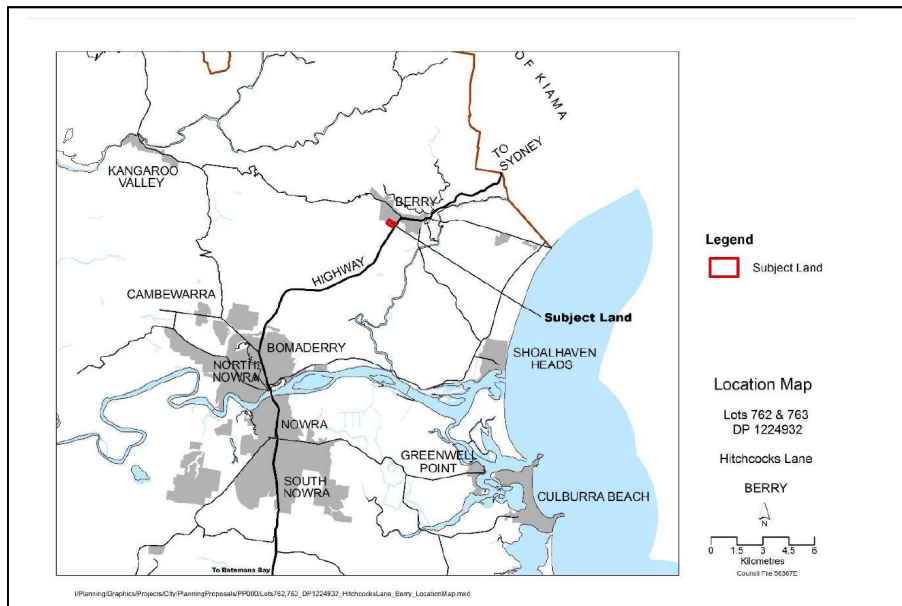 OF KIAMA
TO
SYDNEY
KANGAROO
VALLEY
BERRY
HIGHWAY
CAMBEWARRA
Subject Land
BOMADERRY
SHOALHAVEN
HEADS
NORTH
NOWRA
NOWRA
GREENWELL
POINT
SOUTH
NOWRA
CULBURRA BEACH
To Batemans Bay
Legend
Subject Land
Location Map
Lots 762 & 763
DP 1224932
Hitchcocks Lane
BERRY
N
0 1.5 3 4.5 6
Kilometres
Council File 56367E
I/Planning/Graphics/Projects/City/PlanningProposals/PP000/Lots762,763_DP1224932_HitchcocksLane_Berry_LocationMap.mxd